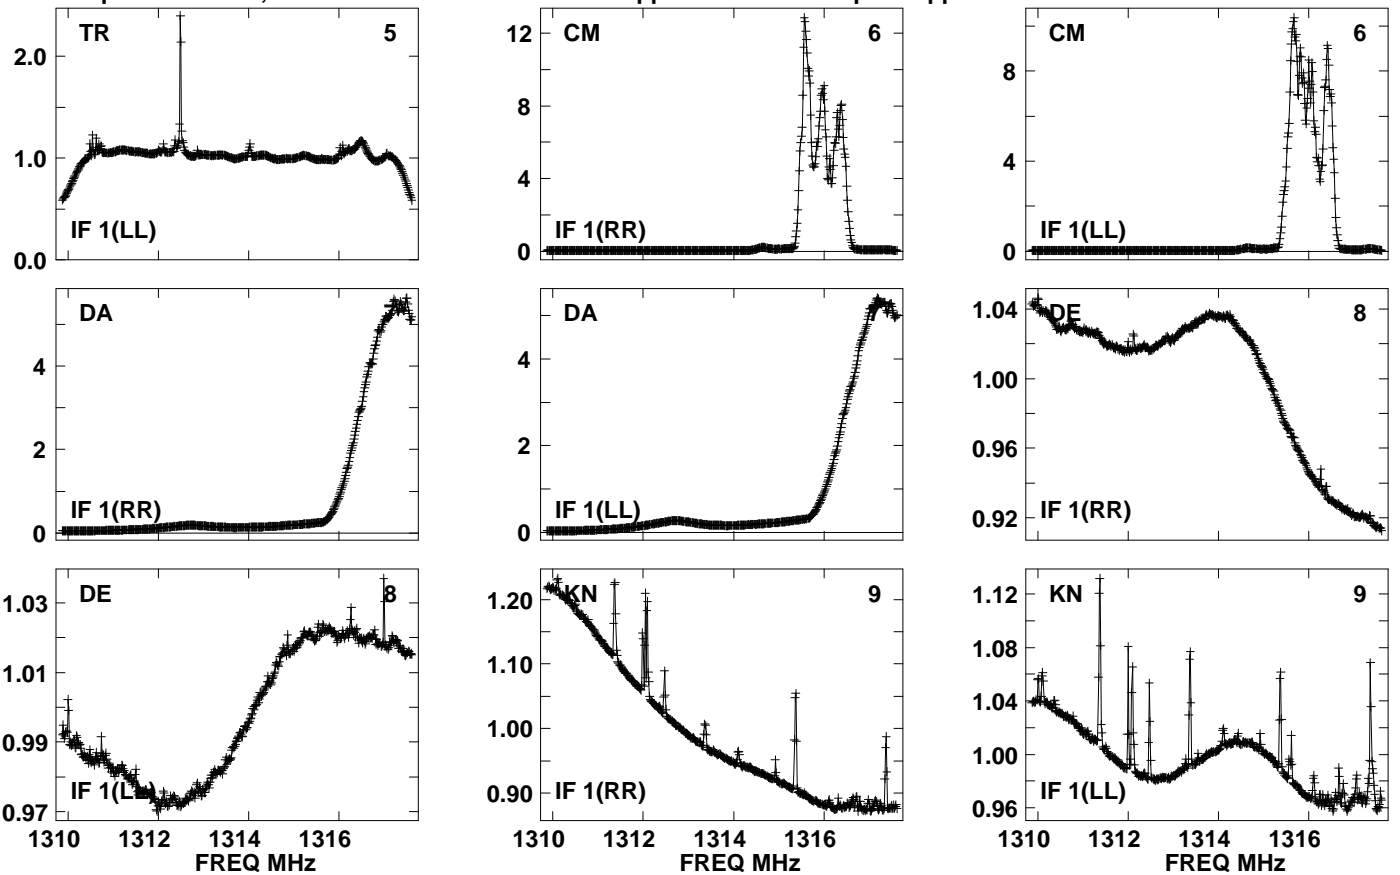 TR 5
2.0
1.0
0.0
IF 1(LL)
CM 6
12
8
4
0
IF 1(RR)
CM 6
8
4
0
IF 1(LL)
DA
4
2
0
IF 1(RR)
DA
4
2
0
IF 1(LL)
DE 8
1.04
1.00
0.96
0.92
IF 1(RR)
DE 8
1.03
1.01
0.99
0.97
IF 1(LL)
1310 1312 1314 1316
FREQ MHz
KN 9
1.20
1.10
1.00
0.90
IF 1(RR)
1310 1312 1314 1316
FREQ MHz
KN 9
1.12
1.08
1.04
1.00
0.96
IF 1(LL)
1310 1312 1314 1316
FREQ MHz